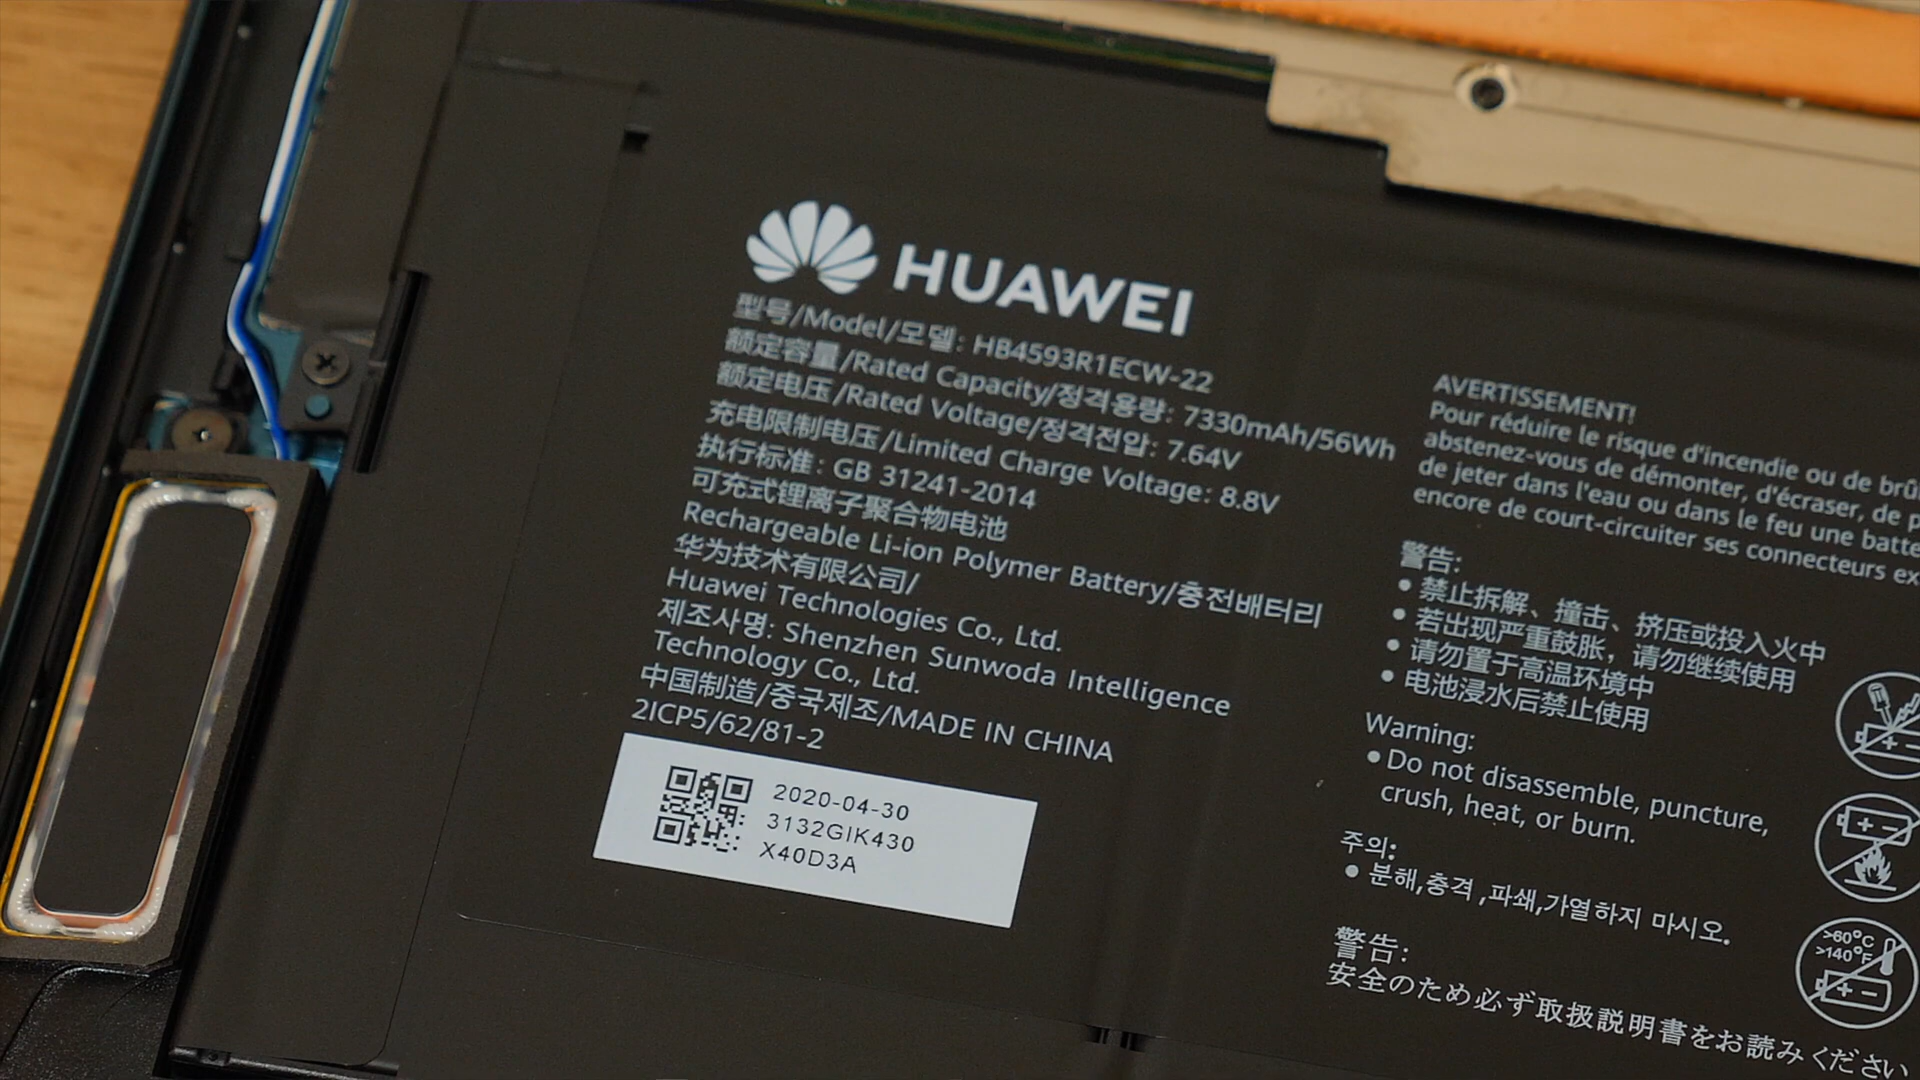 HUAWEI
型号/Model/모델: HB4593R1ECW-22
额定容量/Rated Capacity/정격용량: 7330mAh/56Wh
额定电压/Rated Voltage/정격전압: 7.64V
充电限制电压/Limited Charge Voltage: 8.8V
执行标准: GB 31241-2014
可充式锂离子聚合物电池
Rechargeable Li-ion Polymer Battery/충전배터리
华为技术有限公司/
Huawei Technologies Co., Ltd.
제조사명: Shenzhen Sunwoda Intelligence
Technology Co., Ltd.
中国制造/중국제조/MADE IN CHINA
2ICP5/62/81-2
2020-04-30
3132GIK430
X40D3A
AVERTISSEMENT!
Pour réduire le risque d'incendie ou de
abstenez-vous de démonter, d'écraser, de
de jeter dans l'eau ou dans le feu une
encore de court-circuiter ses connecteurs
警告:
• 禁止拆解、撞击、挤压或投入火中
• 若出现严重鼓胀，请勿继续使用
• 请勿置于高温环境中
• 电池浸水后禁止使用
Warning:
• Do not disassemble, puncture,
crush, heat, or burn.
주의:
• 분해,충격,파쇄,가열하지 마시오.
警告:
安全のため必ず取扱説明書をお読みください
>60°C
>140°F